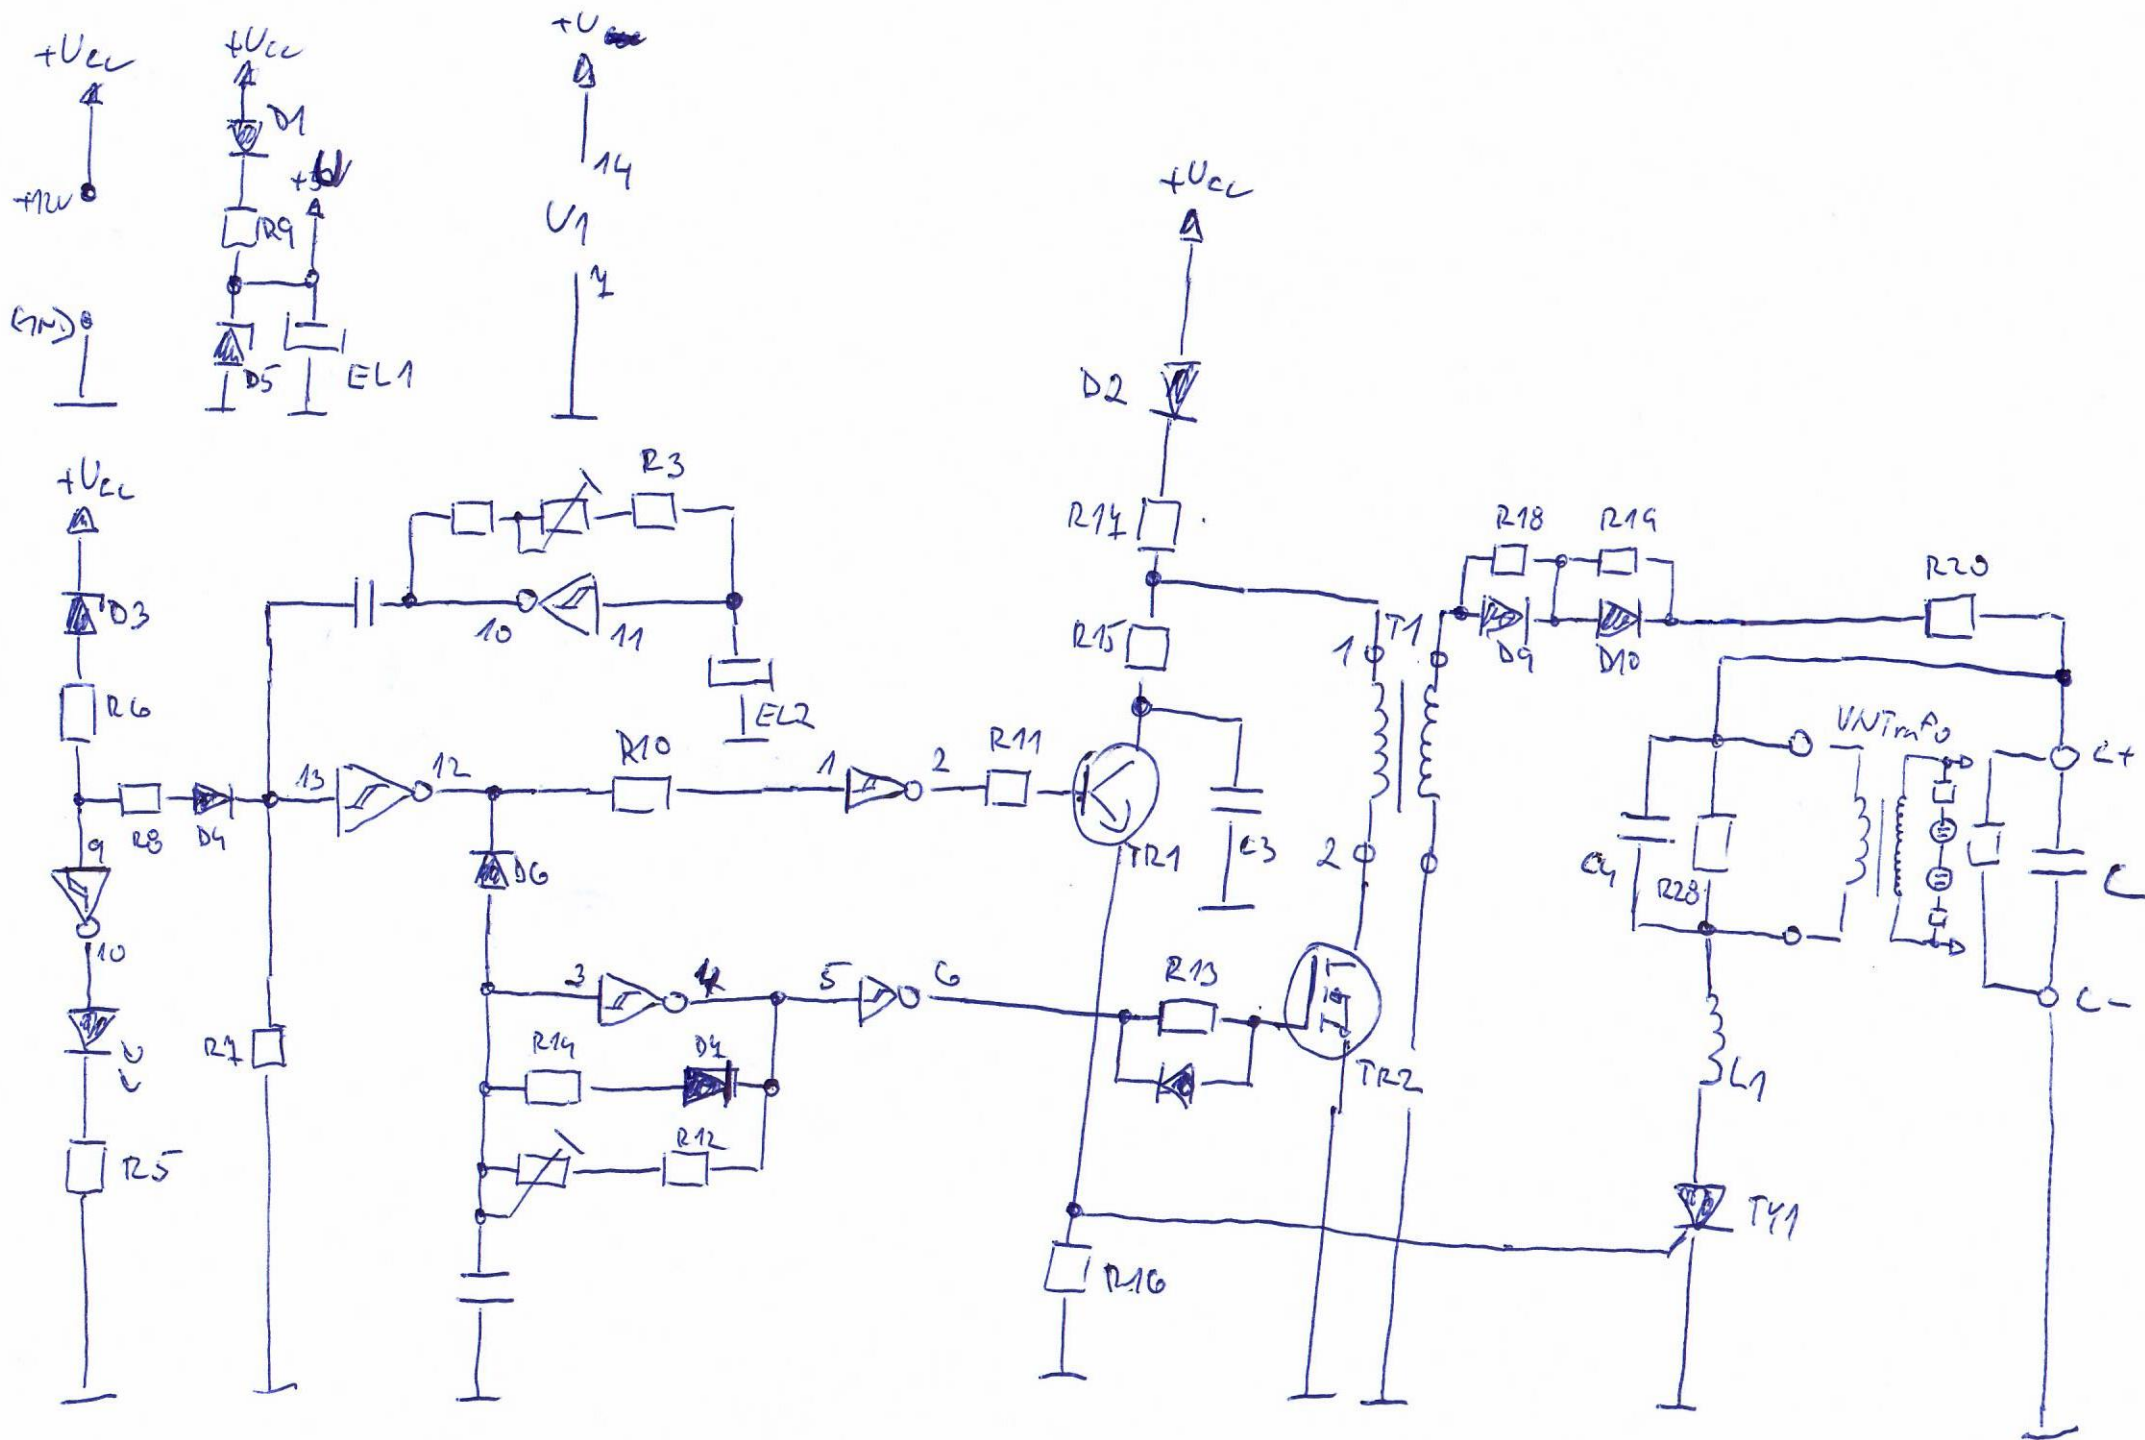 +Ucc
+12V
GND
+Ucc
D1
R9
D5
EL1
+U
14
U1
7
+Ucc
D2
R17
R15
TR1
C3
+Ucc
D3
R6
R8
D4
9
10
R5
R7
R3
10
11
EL2
13
12
R10
1
2
R11
D6
3
4
5
6
R14
D7
R12
R13
TR2
R16
T1
1
2
R18
R19
D9
D10
R20
VNTrafo
C+
C-
C
C4
R28
L1
TY1